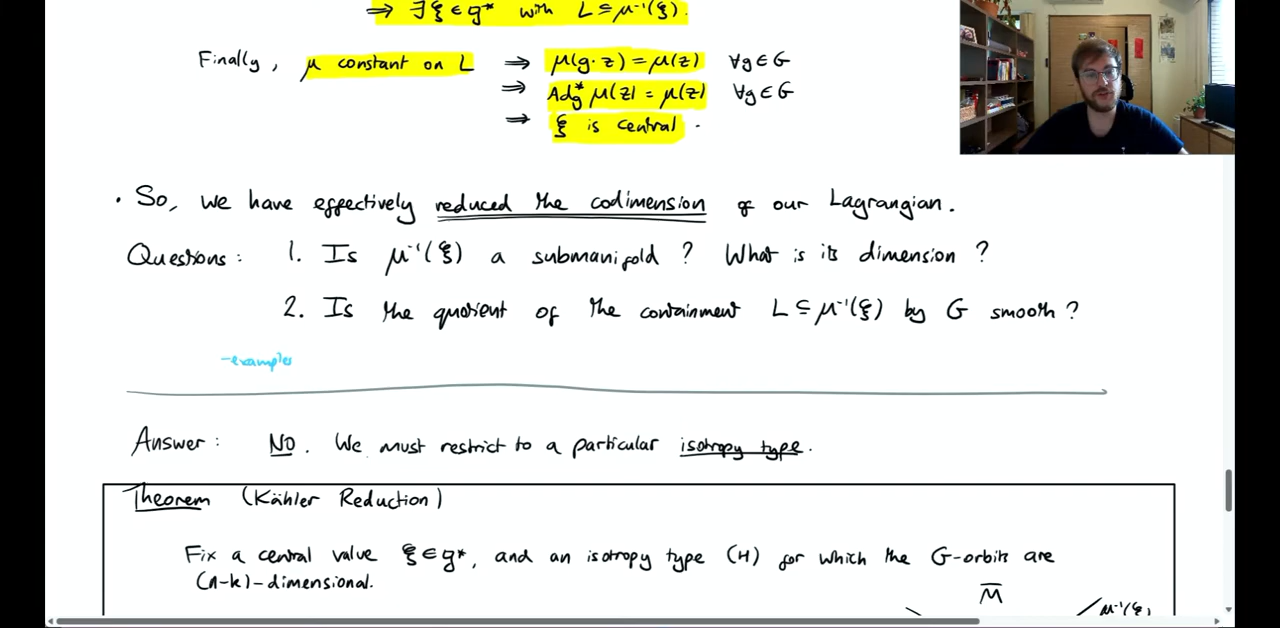 ⇒ ∃ξ∈g* with L⊆μ⁻¹(ξ).
Finally, μ constant on L ⇒ μ(g·z)=μ(z) ∀g∈G
⇒ Adg* μ(z) = μ(z) ∀g∈G
⇒ ξ is central.
· So, we have effectively reduced the codimension of our Lagrangian.
Questions: 1. Is μ⁻¹(ξ) a submanifold? What is its dimension?
2. Is the quotient of the containment L⊆μ⁻¹(ξ) by G smooth?
-examples
Answer: NO. We must restrict to a particular isotropy type.
Theorem (Kähler Reduction)
Fix a central value ξ∈g*, and an isotropy type (H) for which the G-orbits are
(n-k)-dimensional.
M̅
μ⁻¹(ξ)